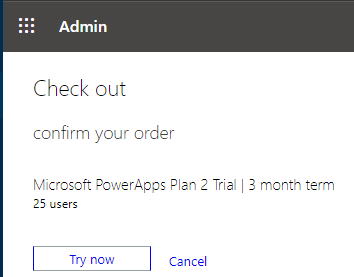 Admin
Check out
confirm your order
Microsoft PowerApps Plan 2 Trial | 3 month term
25 users
Try now
Cancel